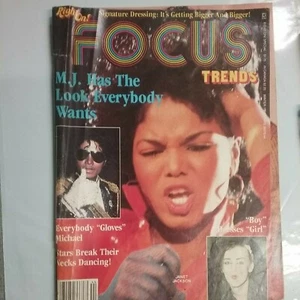 Right On!
Signature Dressing: It's Getting Bigger And Bigger!
FOCUS
TRENDS
M.J. Has The
Look Everybody
Wants
Everybody "Gloves"
Michael
Stars Break Their
Necks Dancing!
JANET
JACKSON
"Boy"
"Girl"